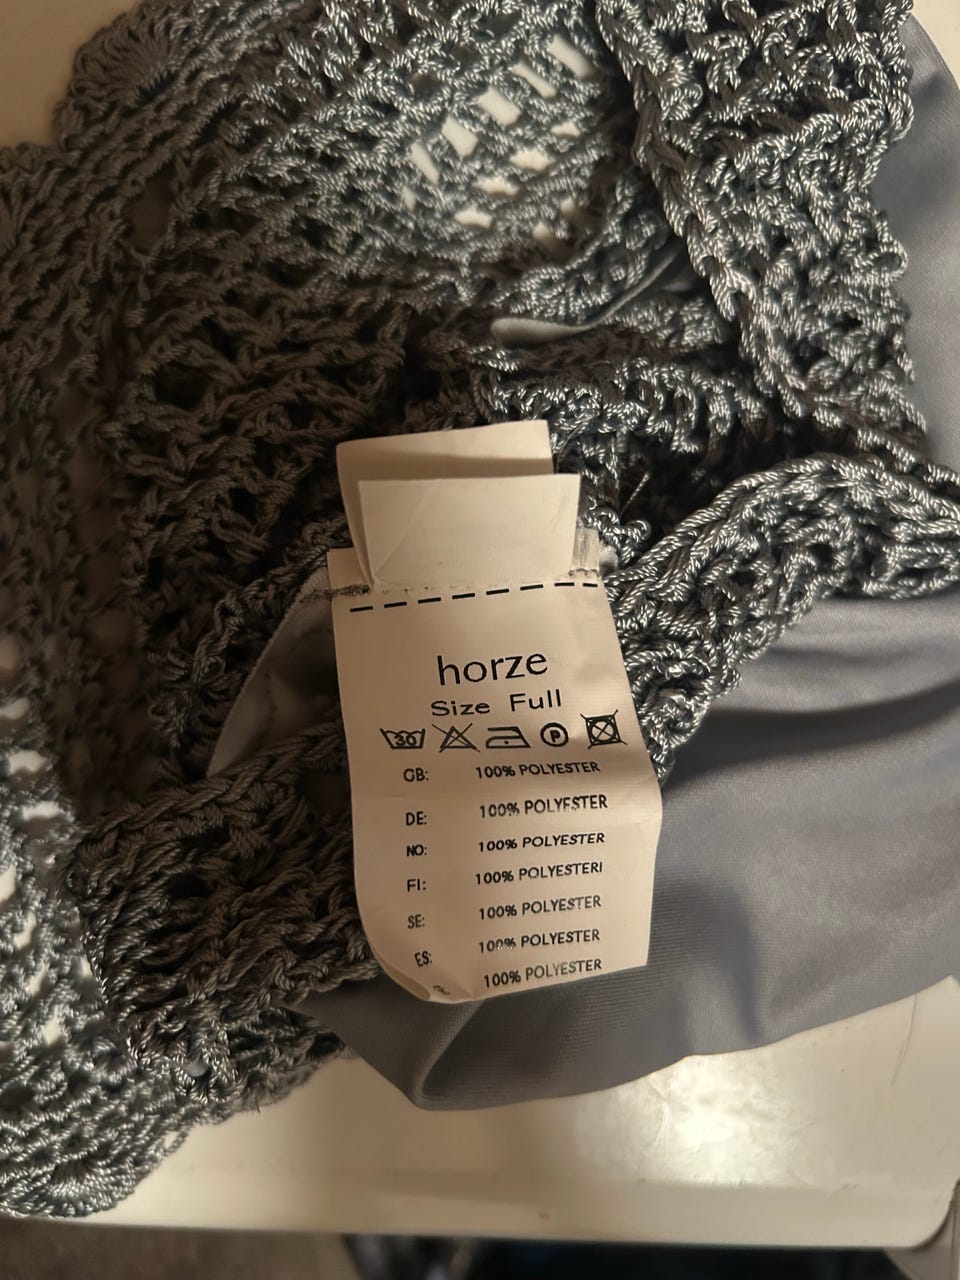 horze
Size Full
30 P
GB: 100% POLYESTER
DE: 100% POLYESTER
NO: 100% POLYESTER
FI: 100% POLYESTERI
SE: 100% POLYESTER
ES: 100% POLYESTER
100% POLYESTER